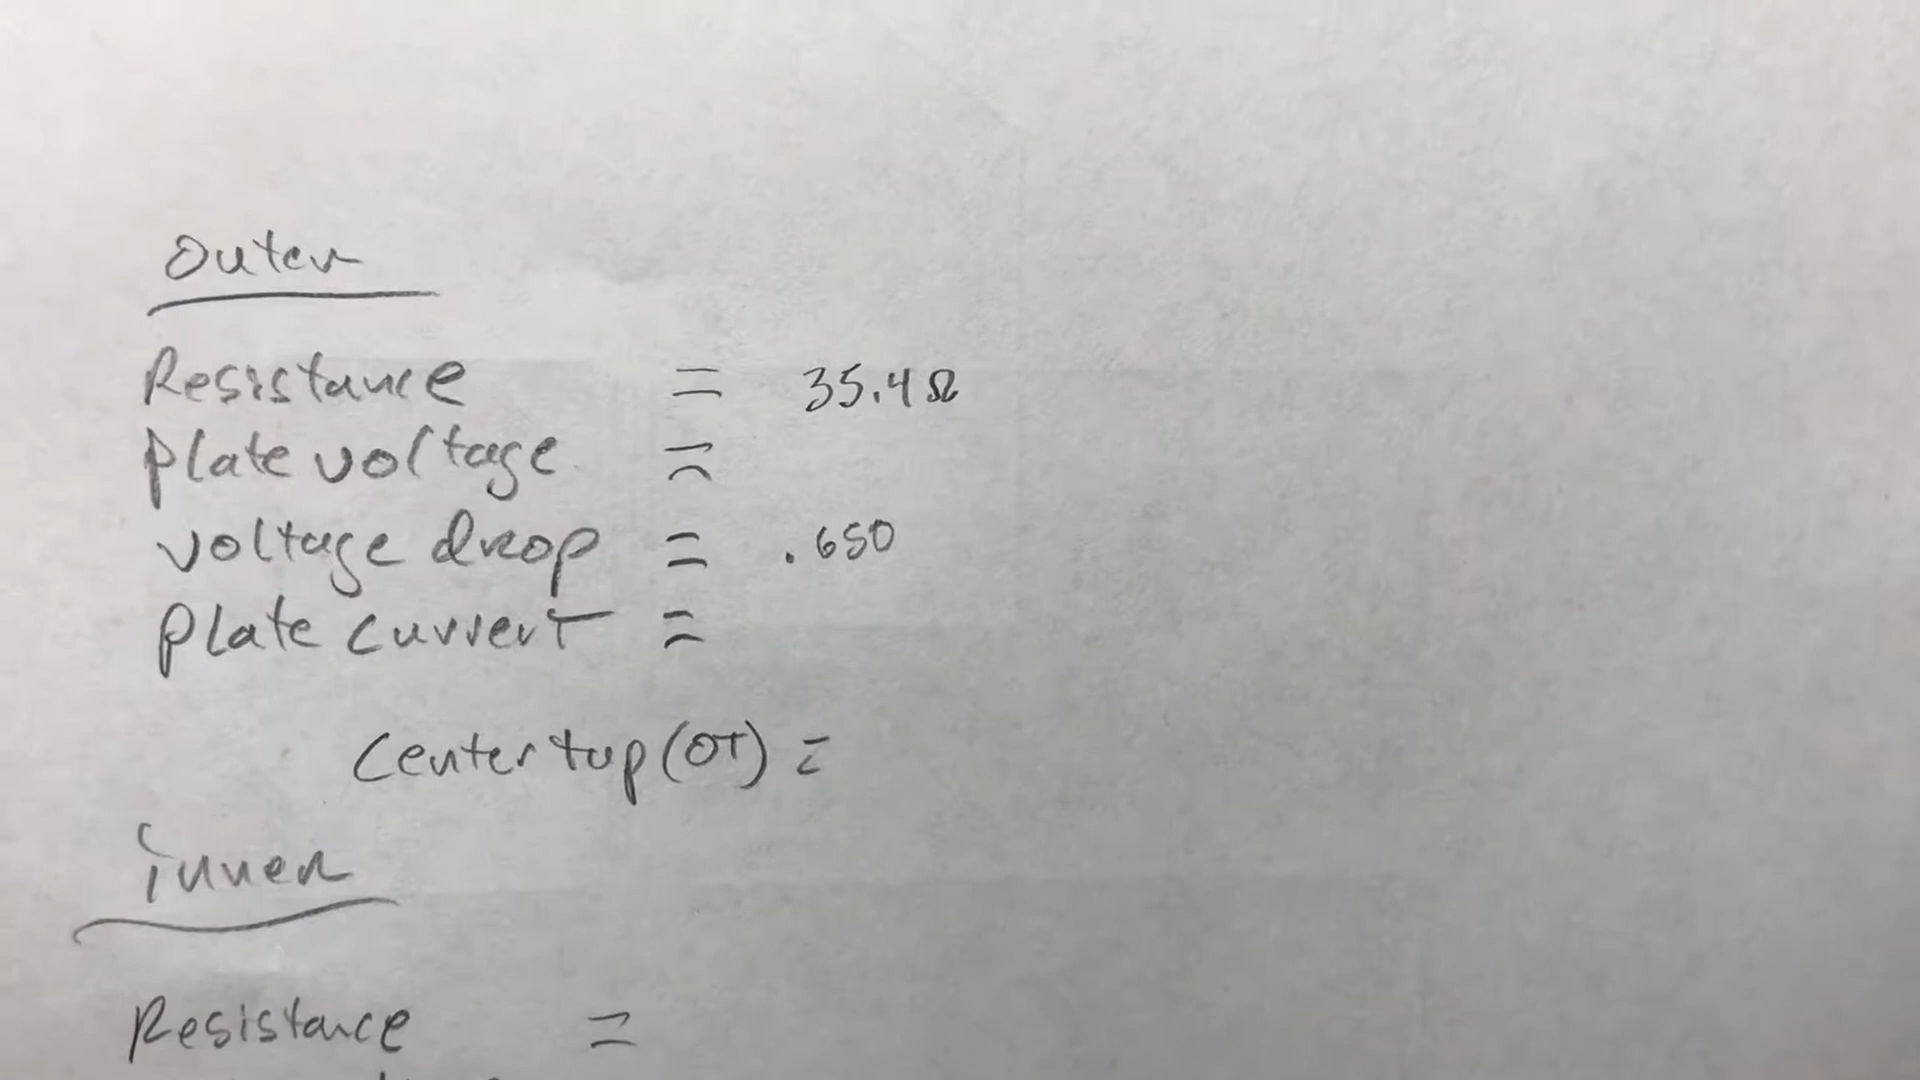 outer
Resistance = 35.4Ω
plate voltage =
voltage drop = .650
plate current =
Center tap (OT) =
inner
Resistance =